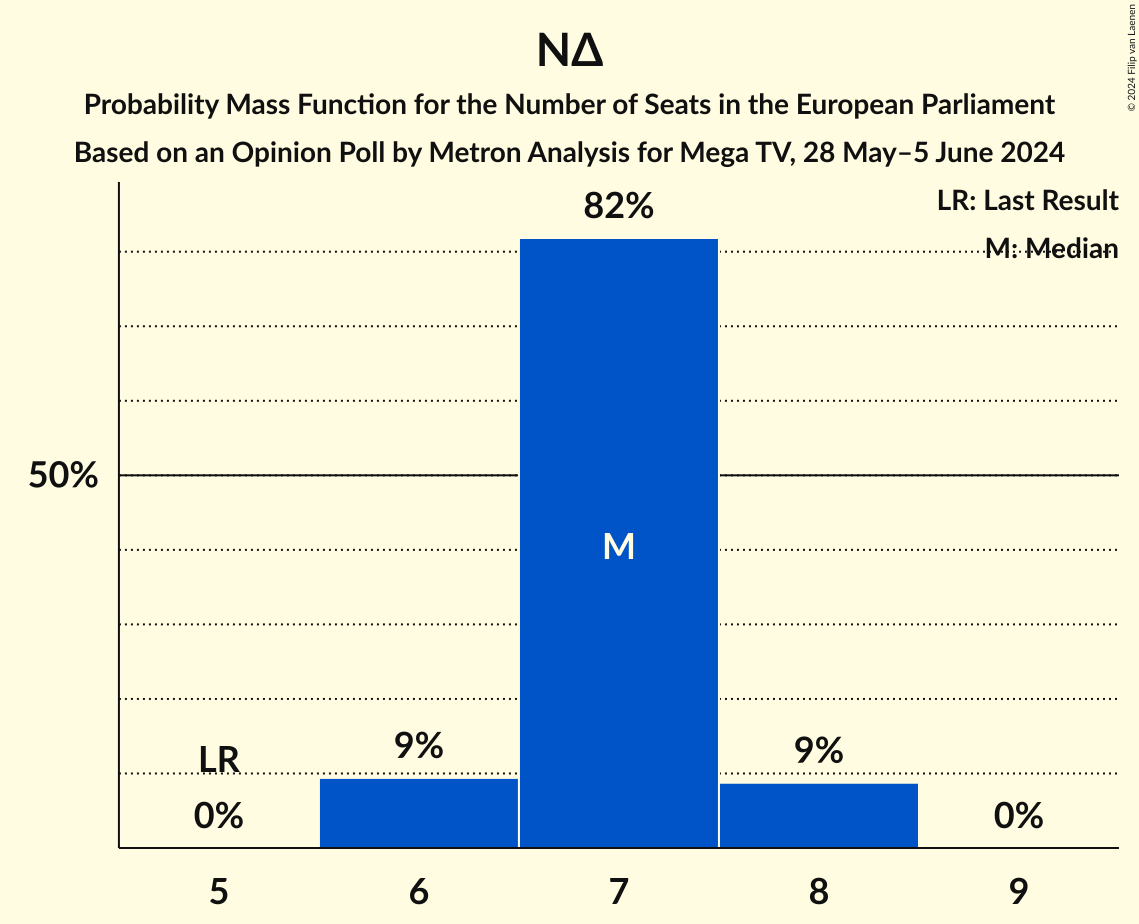 ΝΔ
Probability Mass Function for the Number of Seats in the European Parliament
Based on an Opinion Poll by Metron Analysis for Mega TV, 28 May–5 June 2024
© 2024 Filip van Laenen
LR: Last Result
M: Median
82%
50%
M
LR
9%
9%
0%
0%
5 6 7 8 9